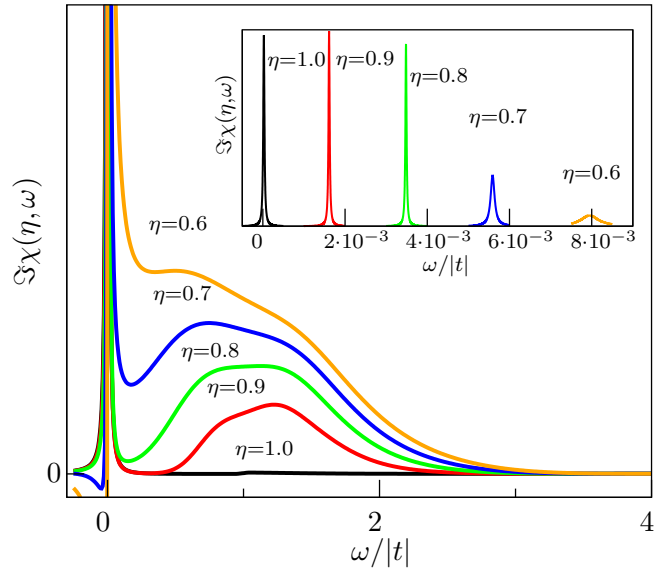 η=1.0
η=0.9
η=0.8
η=0.7
η=0.6
ℑχ(η,ω)
0
2·10⁻³
4·10⁻³
6·10⁻³
8·10⁻³
ω/|t|
η=0.6
η=0.7
η=0.8
η=0.9
η=1.0
ℑχ(η,ω)
0
0
2
4
ω/|t|